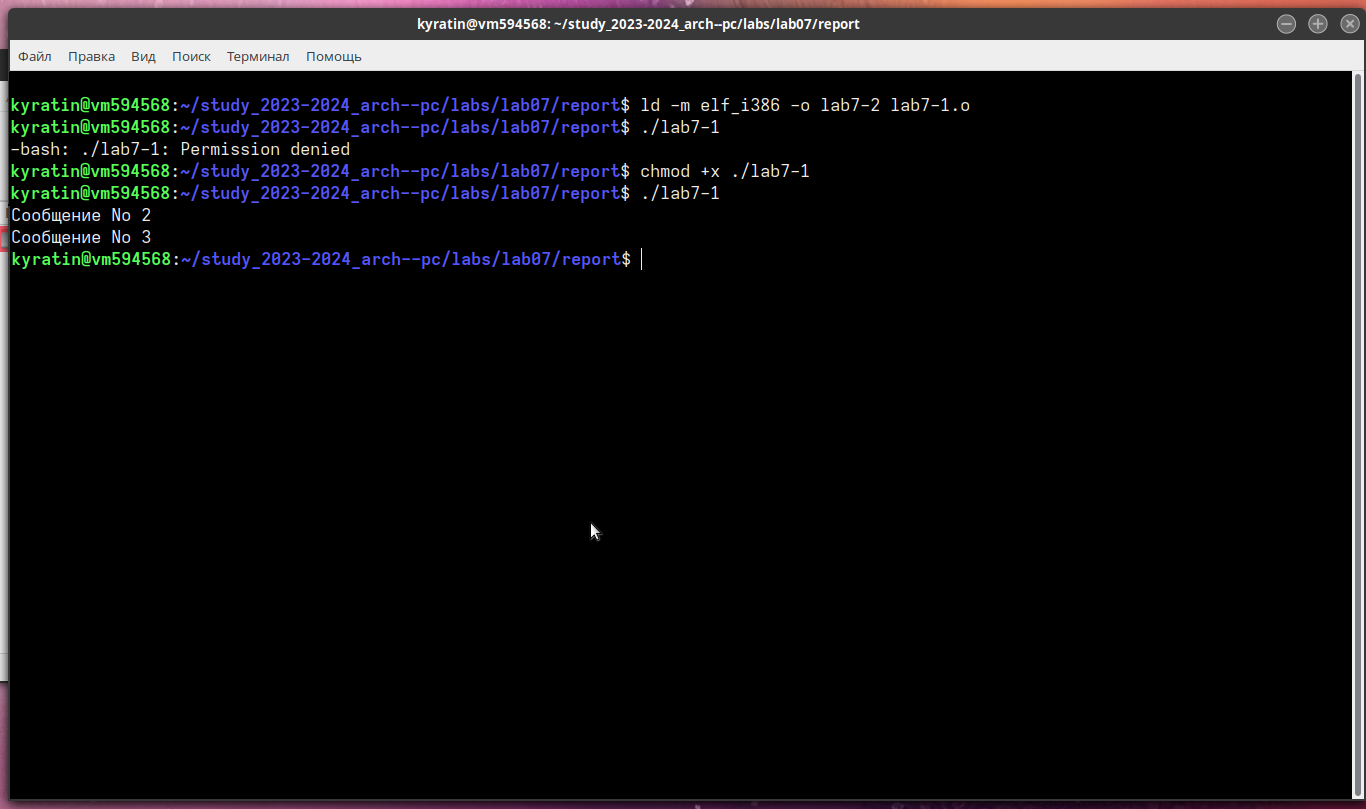 kyratin@vm594568: ~/study_2023-2024_arch--pc/labs/lab07/report
Файл Правка Вид Поиск Терминал Помощь
kyratin@vm594568:~/study_2023-2024_arch--pc/labs/lab07/report$ ld -m elf_i386 -o lab7-2 lab7-1.o
kyratin@vm594568:~/study_2023-2024_arch--pc/labs/lab07/report$ ./lab7-1
-bash: ./lab7-1: Permission denied
kyratin@vm594568:~/study_2023-2024_arch--pc/labs/lab07/report$ chmod +x ./lab7-1
kyratin@vm594568:~/study_2023-2024_arch--pc/labs/lab07/report$ ./lab7-1
Сообщение No 2
Сообщение No 3
kyratin@vm594568:~/study_2023-2024_arch--pc/labs/lab07/report$